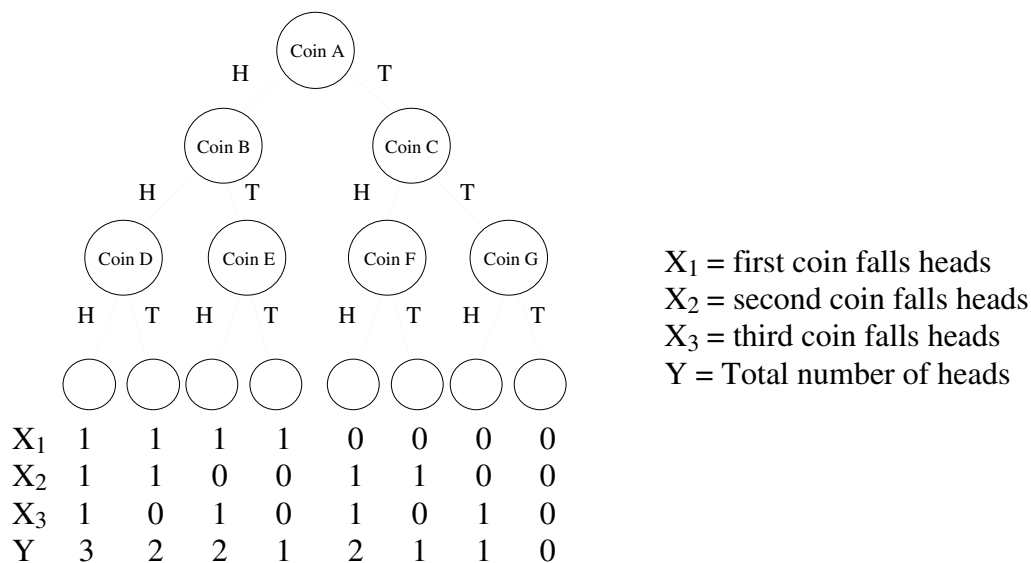 Coin A
H T
Coin B Coin C
H T H T
Coin D Coin E Coin F Coin G
H T H T H T H T
X1 = first coin falls heads
X2 = second coin falls heads
X3 = third coin falls heads
Y = Total number of heads
X1 1 1 1 1 0 0 0 0
X2 1 1 0 0 1 1 0 0
X3 1 0 1 0 1 0 1 0
Y 3 2 2 1 2 1 1 0